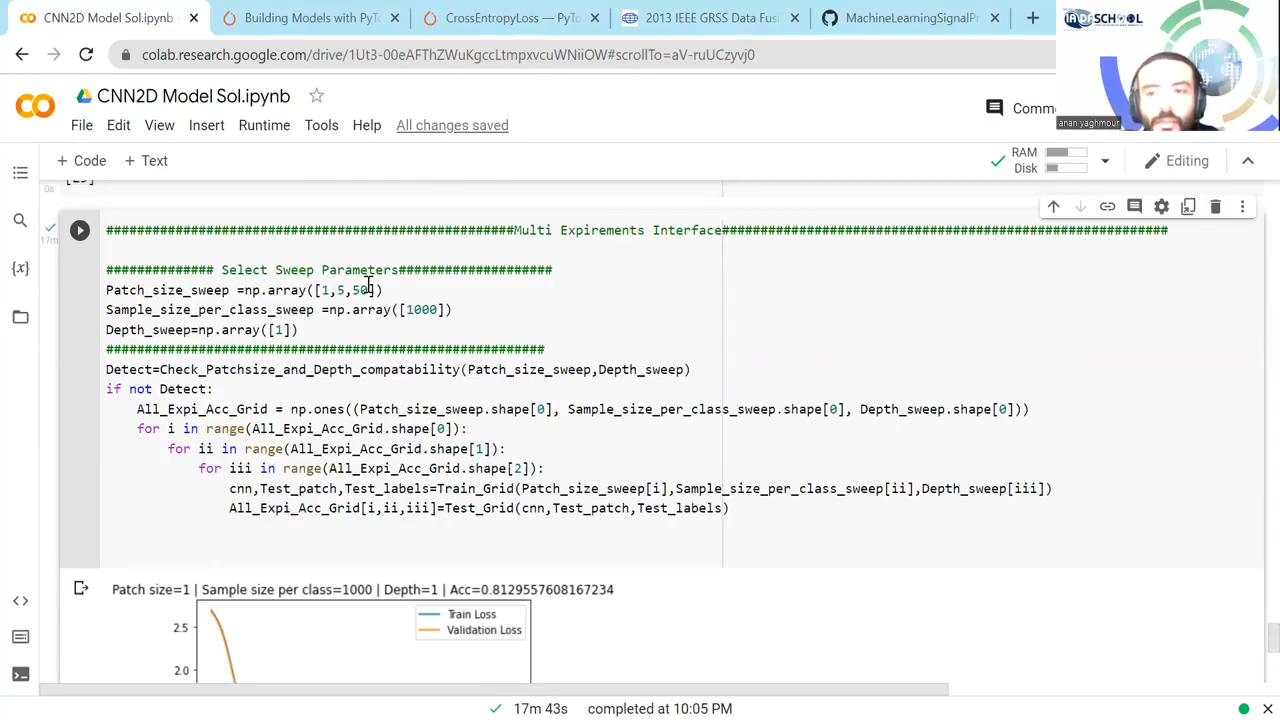 CNN2D Model Sol.ipynb
Building Models with PyTo
CrossEntropyLoss — PyTo
2013 IEEE GRSS Data Fusi
MachineLearningSignalPr
colab.research.google.com/drive/1Ut3-00eAFThZWuKgccLtnpxvcuWNiiOW#scrollTo=aV-ruUCzyvj0
CNN2D Model Sol.ipynb
File Edit View Insert Runtime Tools Help All changes saved
Comme
anan yaghmour
+ Code + Text
RAM
Disk
Editing
0s
17m
#####################################################Multi Expirements Interface##########################################################
############## Select Sweep Parameters####################
Patch_size_sweep =np.array([1,5,50])
Sample_size_per_class_sweep =np.array([1000])
Depth_sweep=np.array([1])
#########################################################
Detect=Check_Patchsize_and_Depth_compatability(Patch_size_sweep,Depth_sweep)
if not Detect:
All_Expi_Acc_Grid = np.ones((Patch_size_sweep.shape[0], Sample_size_per_class_sweep.shape[0], Depth_sweep.shape[0]))
for i in range(All_Expi_Acc_Grid.shape[0]):
for ii in range(All_Expi_Acc_Grid.shape[1]):
for iii in range(All_Expi_Acc_Grid.shape[2]):
cnn,Test_patch,Test_labels=Train_Grid(Patch_size_sweep[i],Sample_size_per_class_sweep[ii],Depth_sweep[iii])
All_Expi_Acc_Grid[i,ii,iii]=Test_Grid(cnn,Test_patch,Test_labels)
Patch size=1 | Sample size per class=1000 | Depth=1 | Acc=0.8129557608167234
Train Loss
Validation Loss
2.5
2.0
17m 43s completed at 10:05 PM